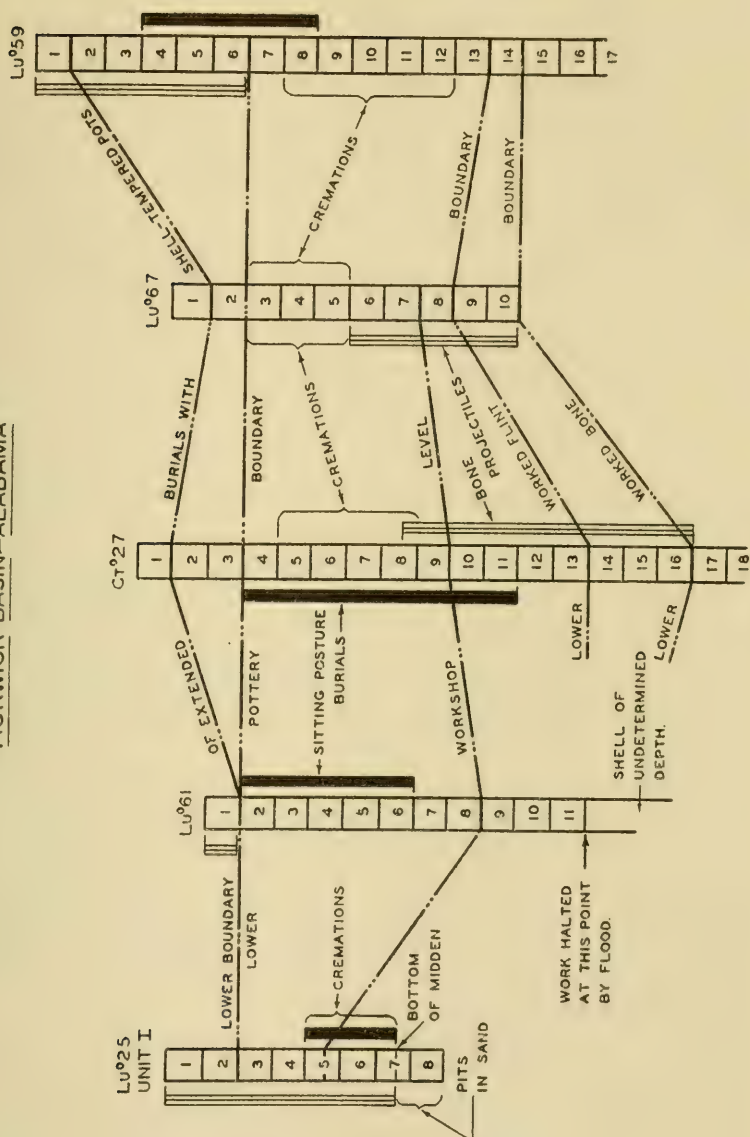 PICKWICK BASIN-ALABAMA
Lu°25
UNIT I
1
2
3
4
5
6
7
8
PITS
IN SAND
LOWER BOUNDARY
LOWER
CREMATIONS
BOTTOM
OF MIDDEN
Lu°61
1
2
3
4
5
6
7
8
9
10
11
WORK HALTED
AT THIS POINT
BY FLOOD.
SHELL OF
UNDETERMINED
DEPTH.
OF EXTENDED
POTTERY
SITTING POSTURE
BURIALS
WORKSHOP
LOWER
LOWER
Ct°27
1
2
3
4
5
6
7
8
9
10
11
12
13
14
15
16
17
18
BURIALS WITH
BOUNDARY
CREMATIONS
LEVEL
BONE
PROJECTILES
WORKED FLINT
WORKED BONE
Lu°67
1
2
3
4
5
6
7
8
9
10
SHELL-TEMPERED POTS
CREMATIONS
BOUNDARY
BOUNDARY
Lu°59
1
2
3
4
5
6
7
8
9
10
11
12
13
14
15
16
17